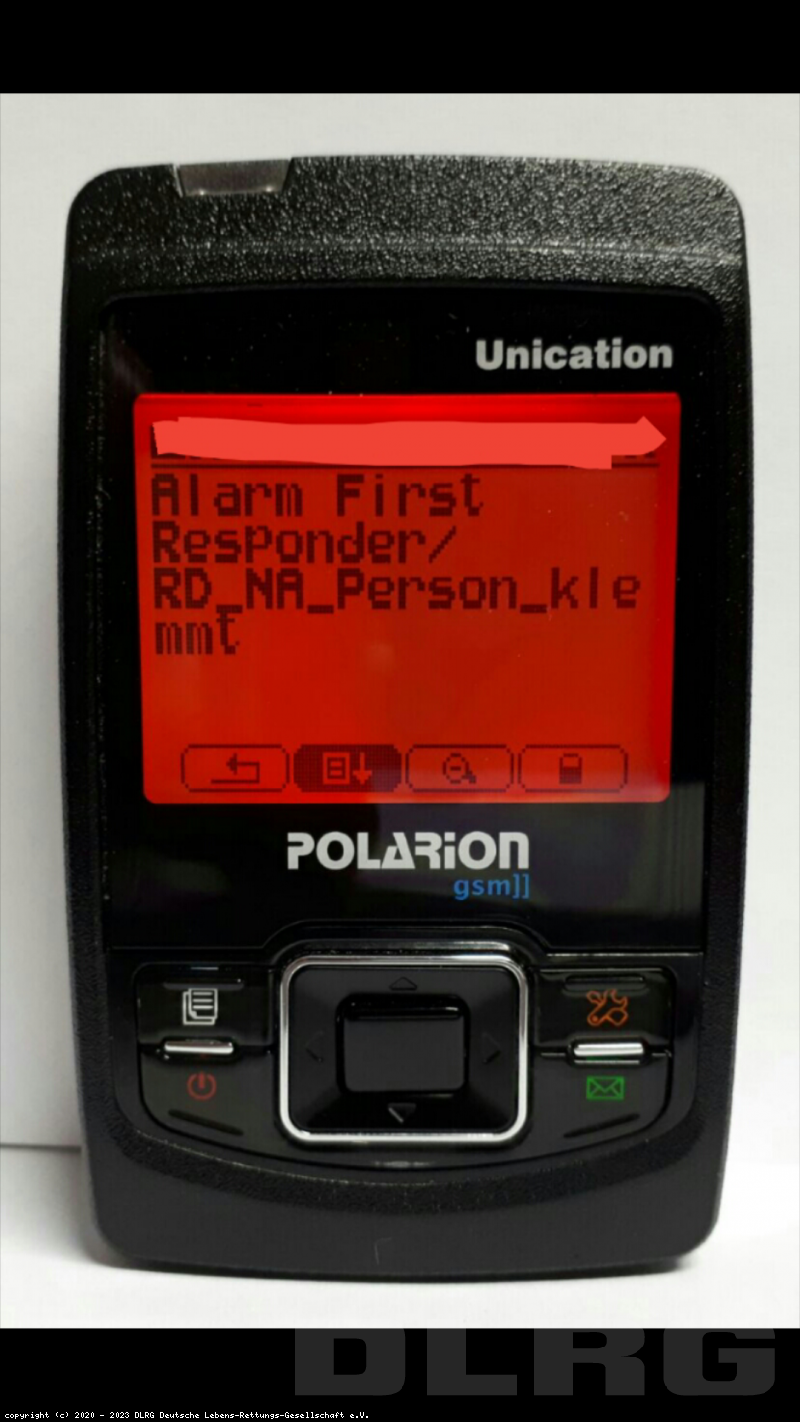 Unication
Alarm First
Responder/
RD_NA_Person_kle
mmt
POLARiON
gsm]]
DLRG
copyright (c) 2020 - 2023 DLRG Deutsche Lebens-Rettungs-Gesellschaft e.V.